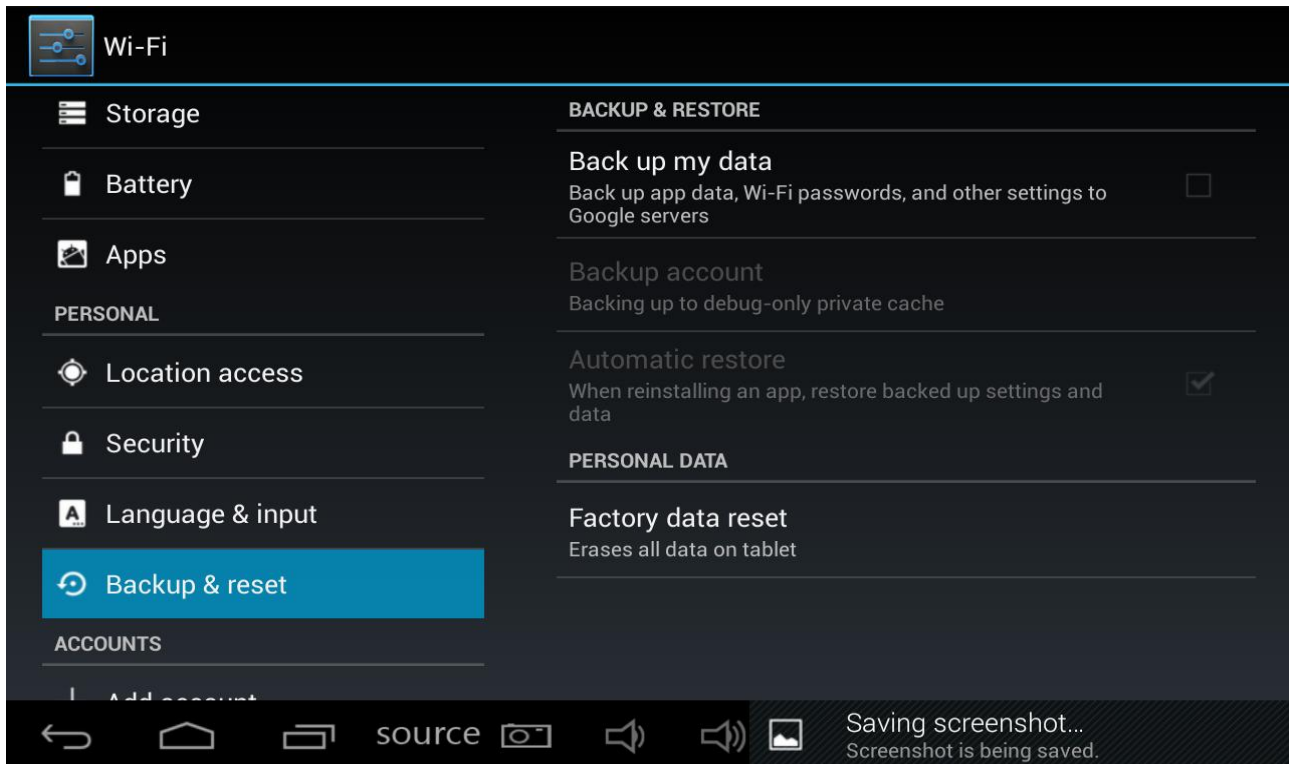 Wi-Fi
Storage
Battery
Apps
PERSONAL
Location access
Security
Language & input
Backup & reset
ACCOUNTS
Add account
BACKUP & RESTORE
Back up my data
Back up app data, Wi-Fi passwords, and other settings to
Google servers
Backup account
Backing up to debug-only private cache
Automatic restore
When reinstalling an app, restore backed up settings and
data
PERSONAL DATA
Factory data reset
Erases all data on tablet
source
Saving screenshot...
Screenshot is being saved.